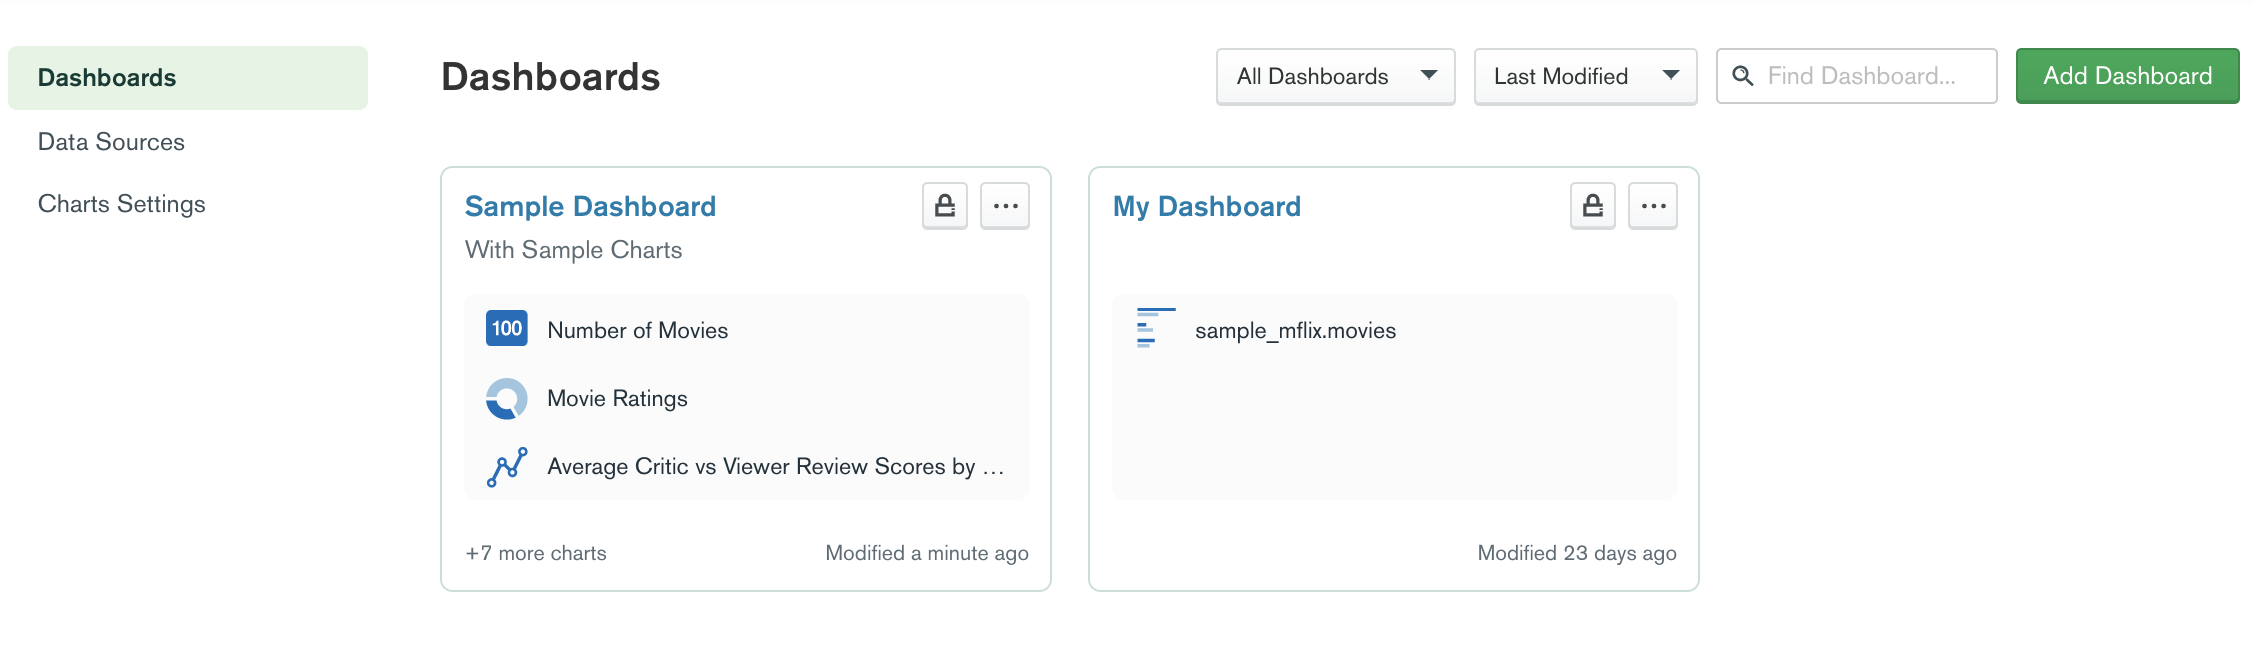 Dashboards
Data Sources
Charts Settings
Dashboards
All Dashboards
Last Modified
Find Dashboard...
Add Dashboard
Sample Dashboard
With Sample Charts
100
Number of Movies
Movie Ratings
Average Critic vs Viewer Review Scores by ...
+7 more charts
Modified a minute ago
My Dashboard
sample_mflix.movies
Modified 23 days ago